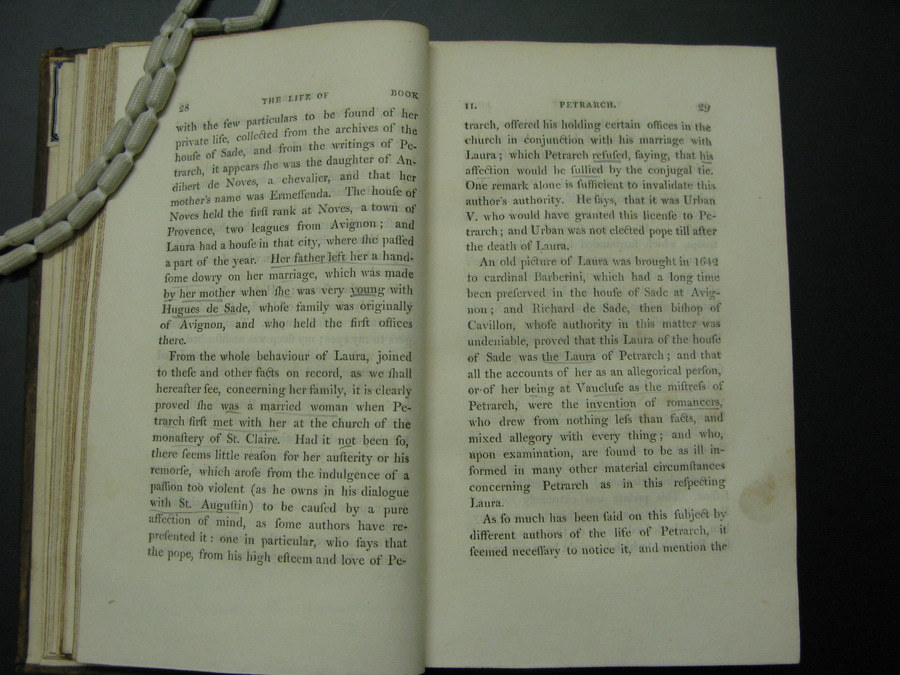 28 THE LIFE OF BOOK
with the few particulars to be found of her
private life, collected from the archives of the
houſe of Sade, and from the writings of Pe-
trarch, it appears ſhe was the daughter of An-
dibert de Noves, a chevalier, and that her
mother's name was Ermeſſenda. The houſe of
Noves held the firſt rank at Noves, a town of
Provence, two leagues from Avignon; and
Laura had a houſe in that city, where ſhe paſſed
a part of the year. Her father left her a hand-
ſome dowry on her marriage, which was made
by her mother when ſhe was very young with
Hugues de Sade, whoſe family was originally
of Avignon, and who held the firſt offices
there.
From the whole behaviour of Laura, joined
to theſe and other facts on record, as we ſhall
hereafter ſee, concerning her family, it is clearly
proved ſhe was a married woman when Pe-
trarch firſt met with her at the church of the
monaſtery of St. Claire. Had it not been ſo,
there ſeems little reaſon for her auſterity or his
remorſe, which aroſe from the indulgence of a
paſſion too violent (as he owns in his dialogue
with St. Auguſtin) to be cauſed by a pure
affection of mind, as ſome authors have re-
preſented it: one in particular, who ſays that
the pope, from his high eſteem and love of Pe-
II. PETRARCH. 29
trarch, offered his holding certain offices in the
church in conjunction with his marriage with
Laura; which Petrarch refuſed, ſaying, that his
affection would be ſullied by the conjugal tie.
One remark alone is ſufficient to invalidate this
author's authority. He ſays, that it was Urban
V. who would have granted this licenſe to Pe-
trarch; and Urban was not elected pope till after
the death of Laura.
An old picture of Laura was brought in 1642
to cardinal Barberini, which had a long time
been preſerved in the houſe of Sade at Avig-
non; and Richard de Sade, then biſhop of
Cavillon, whoſe authority in this matter was
undeniable, proved that this Laura of the houſe
of Sade was the Laura of Petrarch; and that
all the accounts of her as an allegorical perſon,
or of her being at Vaucluſe as the miſtreſs of
Petrarch, were the invention of romancers,
who drew from nothing leſs than facts, and
mixed allegory with every thing; and who,
upon examination, are found to be as ill in-
formed in many other material circumſtances
concerning Petrarch as in this reſpecting
Laura.
As ſo much has been ſaid on this ſubject by
different authors of the life of Petrarch, it
ſeemed neceſſary to notice it, and mention the